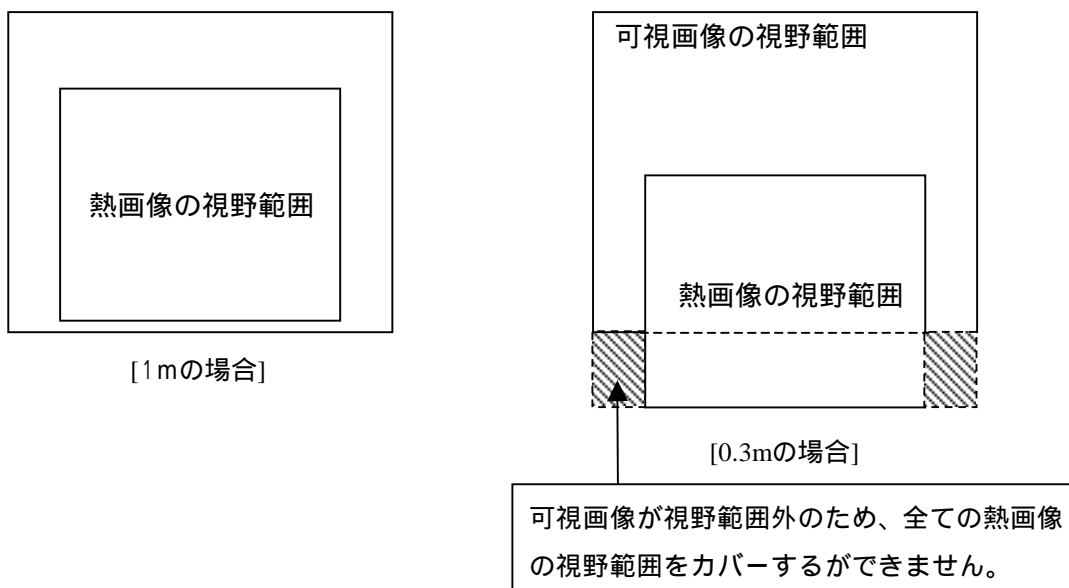 熱画像の視野範囲
[1mの場合]
可視画像の視野範囲
熱画像の視野範囲
[0.3mの場合]
可視画像が視野範囲外のため、全ての熱画像
の視野範囲をカバーするができません。